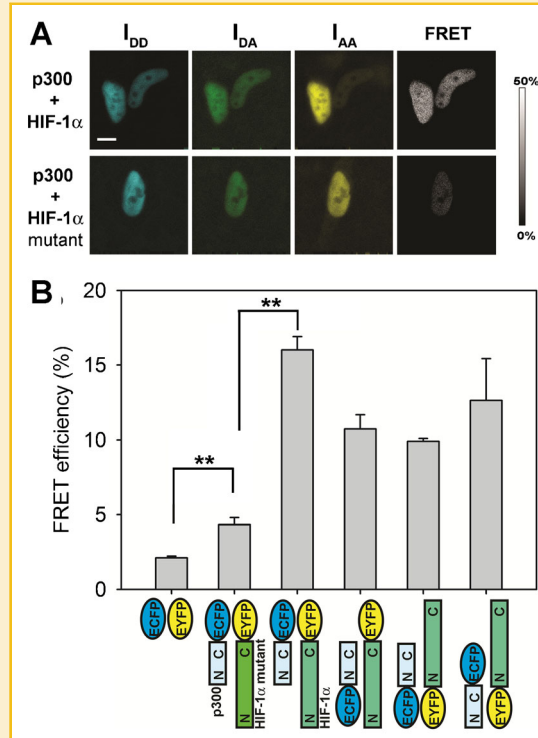 A
I_DD I_DA I_AA FRET
p300
+
HIF-1α
50%
p300
+
HIF-1α
mutant
0%
B )
20
15
10
5
0
FRET efficiency (%)
** **
ECFP EYFP ECFP EYFP ECFP EYFP EYFP
N C N C N C N C N C N C N C N C N C N C
p300 HIF-1α mutant HIF-1α
ECFP ECFP EYFP ECFP EYFP